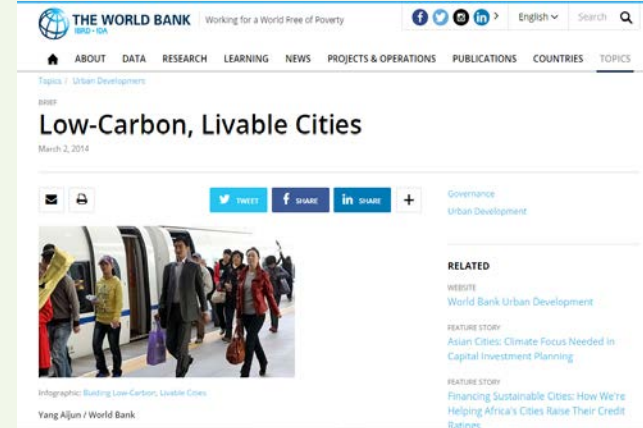 THE WORLD BANK
IBRD • IDA
Working for a World Free of Poverty
English
Search
ABOUT DATA RESEARCH LEARNING NEWS PROJECTS & OPERATIONS PUBLICATIONS COUNTRIES TOPICS
Topics / Urban Development
BRIEF
Low-Carbon, Livable Cities
March 2, 2014
TWEET
SHARE
SHARE
Governance
Urban Development
RELATED
WEBSITE
World Bank Urban Development
FEATURE STORY
Asian Cities: Climate Focus Needed in
Capital Investment Planning
FEATURE STORY
Financing Sustainable Cities: How We're
Helping Africa's Cities Raise Their Credit
Ratings
Infographic: Building Low-Carbon, Livable Cities
Yang Aijun / World Bank